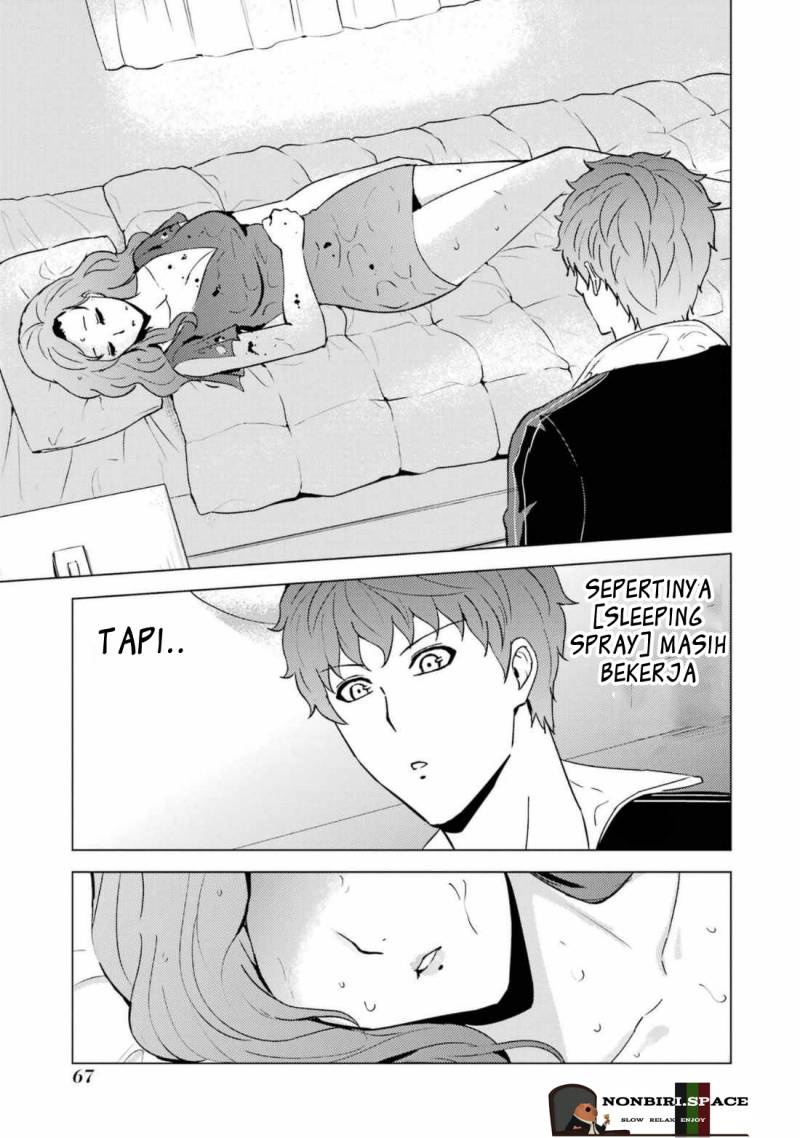 SEPERTINYA
[SLEEPING
SPRAY] MASIH
BEKERJA
TAPI..
67
NONBIRI.SPACE
SLOW RELAX ENJOY